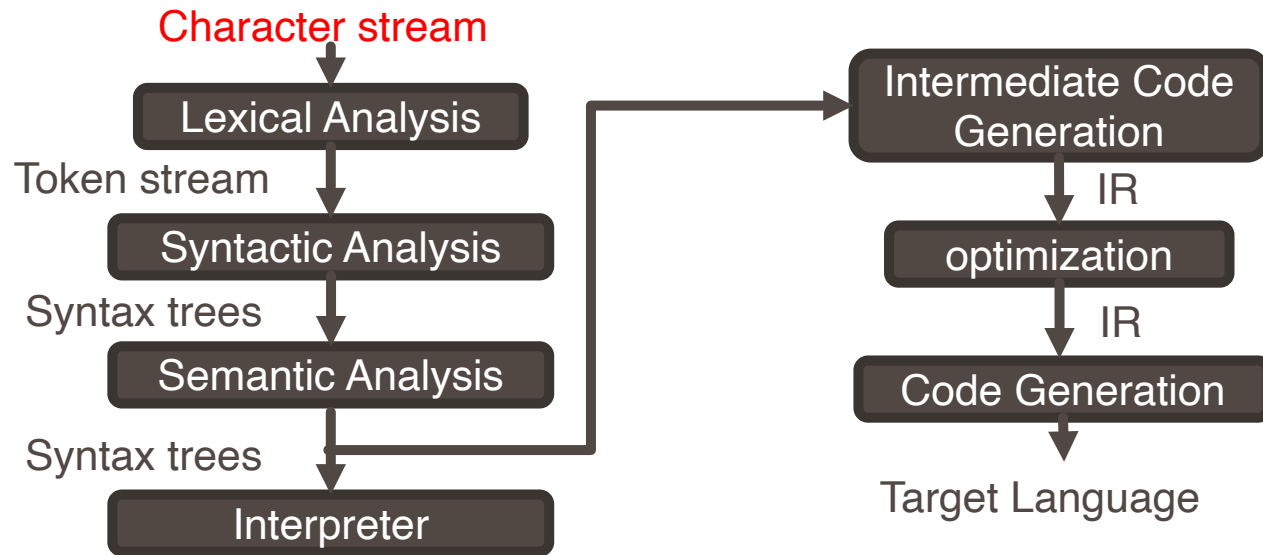 Character stream
Lexical Analysis
Token stream
Syntactic Analysis
Syntax trees
Semantic Analysis
Syntax trees
Interpreter
Intermediate Code
Generation
IR
optimization
IR
Code Generation
Target Language